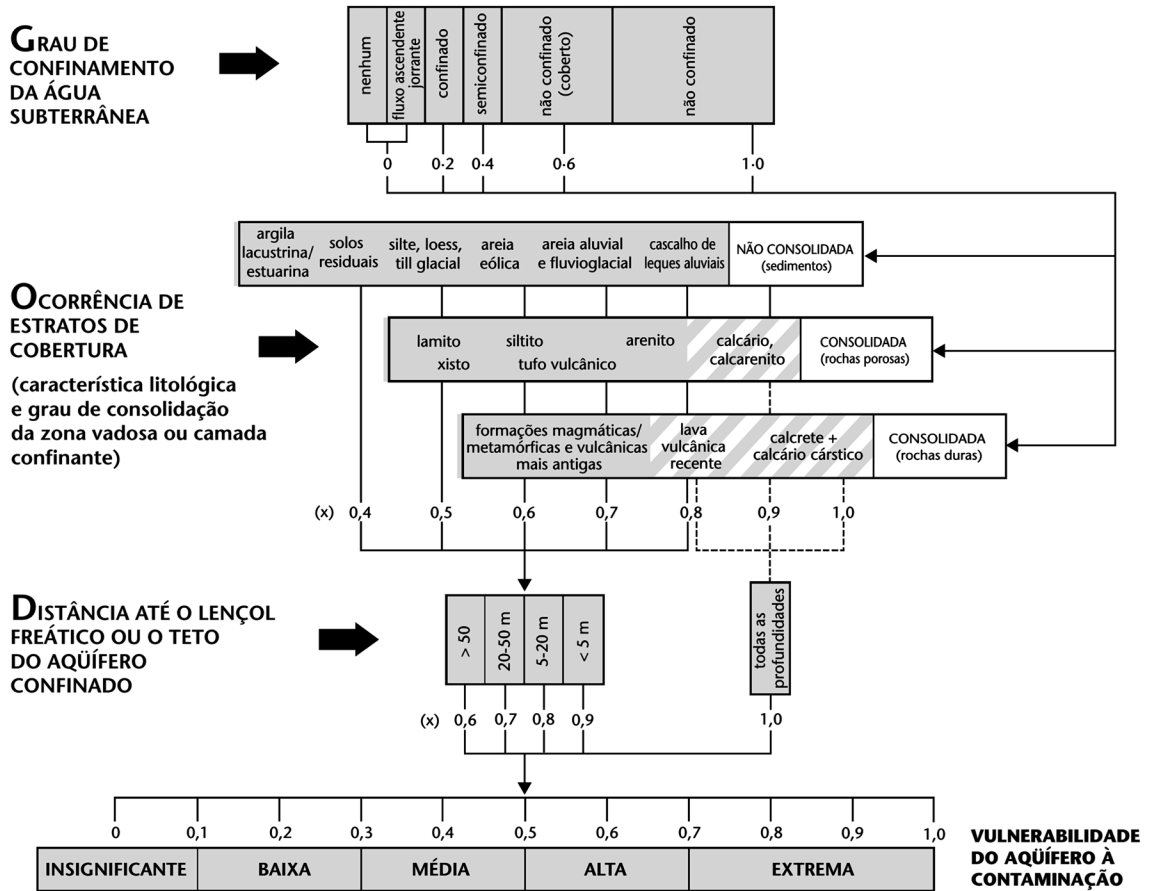 GRAU DE
CONFINAMENTO
DA ÁGUA
SUBTERRÂNEA
nenhum
fluxo ascendente
jorrante
confinado
semiconfinado
não confinado
(coberto)
não confinado
0
0·2
0·4
0·6
1·0
argila
lacustrina/
estuarina
solos
residuais
silte, loess,
till glacial
areia
eólica
areia aluvial
e fluvioglacial
cascalho de
leques aluviais
NÃO CONSOLIDADA
(sedimentos)
OCORRÊNCIA DE
ESTRATOS DE
COBERTURA
(característica litológica
e grau de consolidação
da zona vadosa ou camada
confinante)
lamito
xisto
siltito
tufo vulcânico
arenito
calcário,
calcarenito
CONSOLIDADA
(rochas porosas)
formações magmáticas/
metamórficas e vulcânicas
mais antigas
lava
vulcânica
recente
calcrete +
calcário cárstico
CONSOLIDADA
(rochas duras)
(x)
0,4
0,5
0,6
0,7
0,8
0,9
1,0
DISTÂNCIA ATÉ O LENÇOL
FREÁTICO OU O TETO
DO AQÜÍFERO
CONFINADO
> 50
20-50 m
5-20 m
< 5 m
todas as
profundidades
(x)
0,6
0,7
0,8
0,9
1,0
0
0,1
0,2
0,3
0,4
0,5
0,6
0,7
0,8
0,9
1,0
INSIGNIFICANTE
BAIXA
MÉDIA
ALTA
EXTREMA
VULNERABILIDADE
DO AQÜÍFERO À
CONTAMINAÇÃO